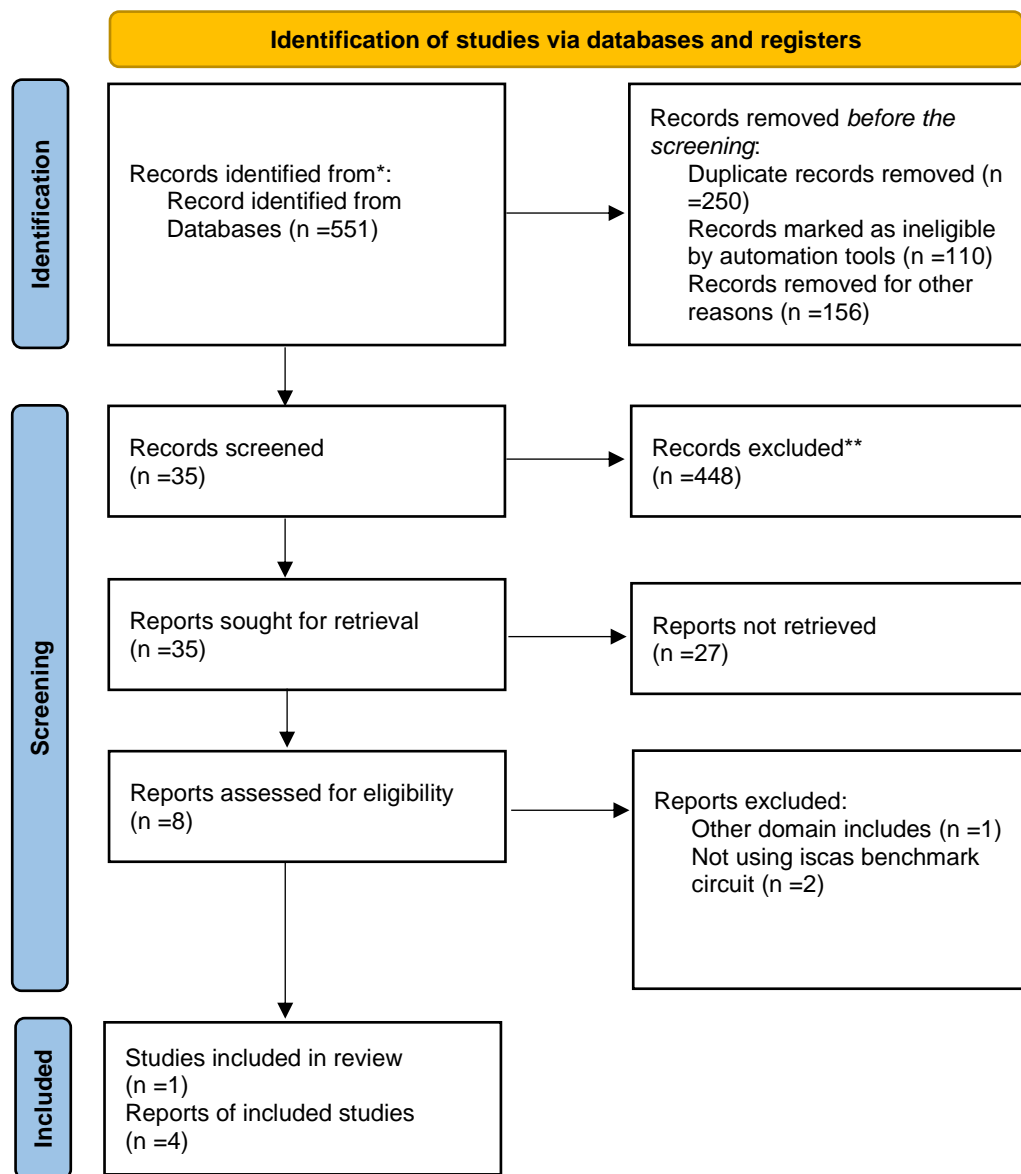 Identification of studies via databases and registers
Identification
Records identified from*:
Record identified from
Databases (n =551)
Records removed before the
screening:
Duplicate records removed (n
=250)
Records marked as ineligible
by automation tools (n =110)
Records removed for other
reasons (n =156)
Screening
Records screened
(n =35)
Records excluded**
(n =448)
Reports sought for retrieval
(n =35)
Reports not retrieved
(n =27)
Reports assessed for eligibility
(n =8)
Reports excluded:
Other domain includes (n =1)
Not using iscas benchmark
circuit (n =2)
Included
Studies included in review
(n =1)
Reports of included studies
(n =4)